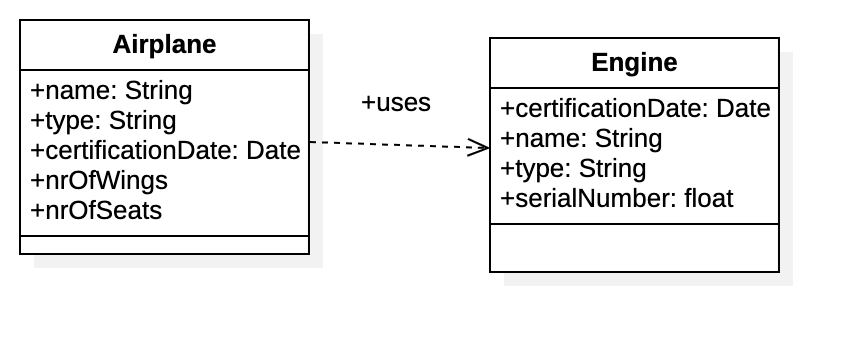 Airplane
+name: String
+type: String
+certificationDate: Date
+nrOfWings
+nrOfSeats
+uses
Engine
+certificationDate: Date
+name: String
+type: String
+serialNumber: float